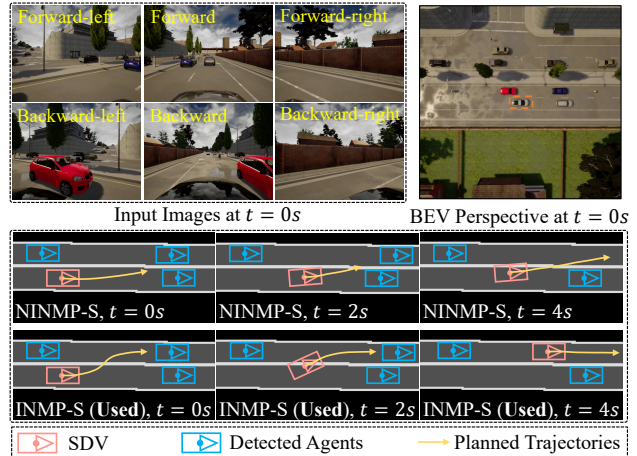 Forward-left Forward Forward-right
Backward-left Backward Backward-right
Input Images at t = 0s BEV Perspective at t = 0s
NINMP-S, t = 0s NINMP-S, t = 2s NINMP-S, t = 4s
INMP-S (Used), t = 0s INMP-S (Used), t = 2s INMP-S (Used), t = 4s
SDV Detected Agents Planned Trajectories